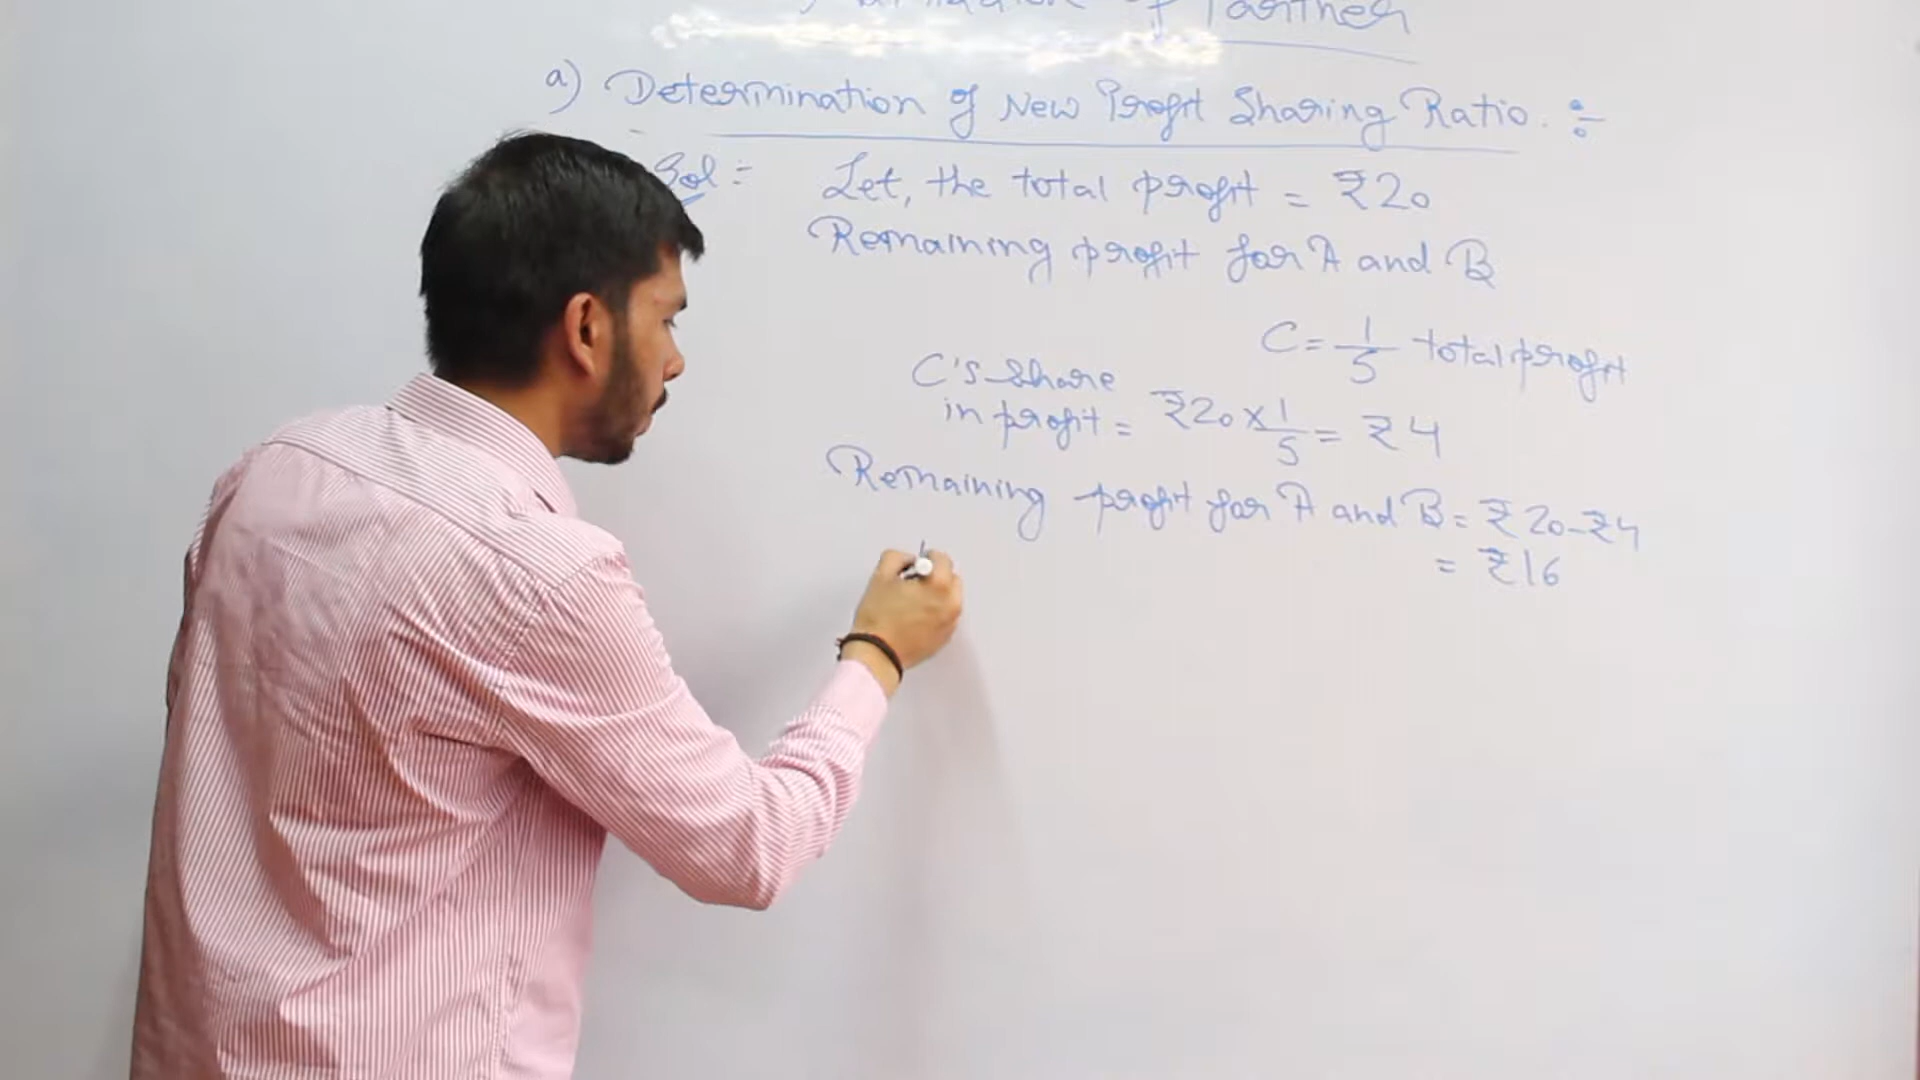 of Partner
a) Determination of New Profit Sharing Ratio. ÷
Sol = Let, the total profit = ₹20
Remaining profit for A and B
C = 1/5 total profit
C's share
in profit = ₹20 x 1/5 = ₹4
Remaining profit for A and B = ₹20-₹4
= ₹16